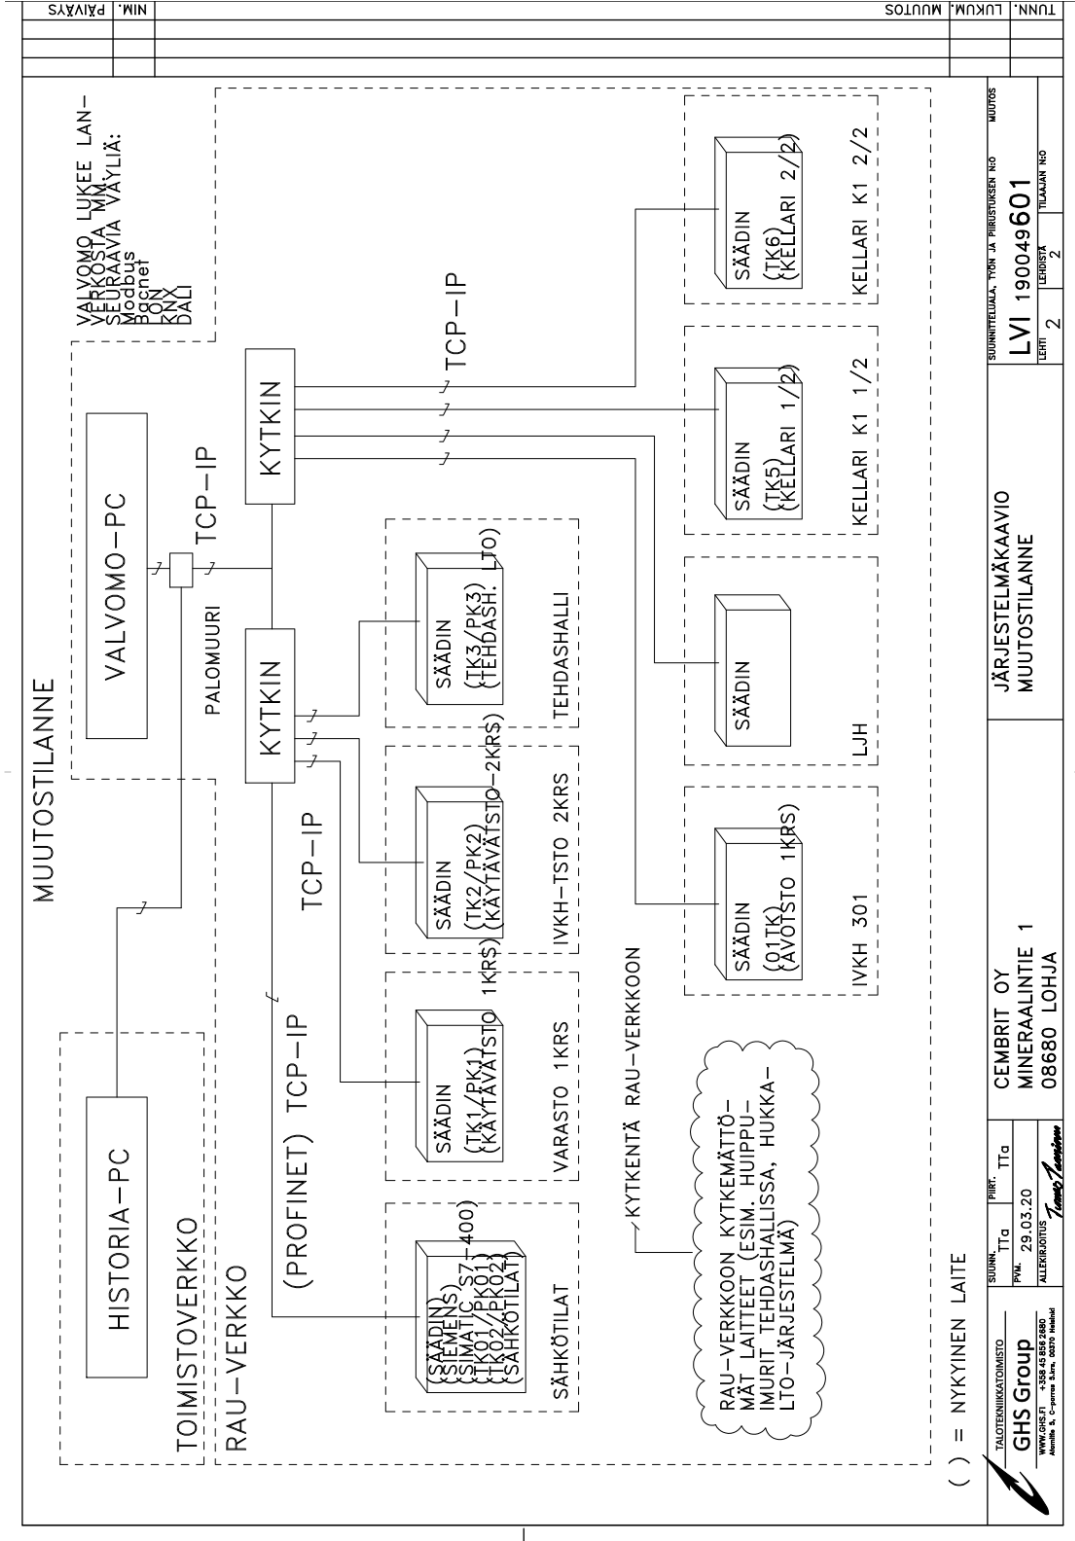 MUUTOSTILANNE
HISTORIA-PC
TOIMISTOVERKKO
VALVOMO-PC
PALOMUURI
TCP-IP
VALVOMO LUKEE LAN-
VERKOSTA MM.
SEURAAVIA VÄYLIÄ:
Modbus
Bacnet
LON
KNX
DALI
RAU-VERKKO
(PROFINET) TCP-IP
TCP-IP
KYTKIN
KYTKIN
TCP-IP
(SÄÄDIN)
(SIEMENS)
(SIMATIC S7-400)
(TK01/PK01)
(TK02/PK02)
(SÄHKÖTILAT)
SÄHKÖTILAT
SÄÄDIN
(TK1/PK1)
(KÄYTÄVÄTSTO 1KRS)
VARASTO 1KRS
SÄÄDIN
(TK2/PK2)
(KÄYTÄVÄTSTO-2KRS)
IVKH-TSTO 2KRS
SÄÄDIN
(TK3/PK3)
(TEHDASH. LTO)
TEHDASHALLI
KYTKENTÄ RAU-VERKKOON
RAU-VERKKOON KYTKEMÄTTÖ-
MÄT LAITTEET (ESIM. HUIPPU-
IMURIT TEHDASHALLISSA, HUKKA-
LTO-JÄRJESTELMÄ)
SÄÄDIN
(01TK)
(AVOTSTO 1KRS)
IVKH 301
SÄÄDIN
LJH
SÄÄDIN
(TK5)
(KELLARI 1/2)
KELLARI K1 1/2
SÄÄDIN
(TK6)
(KELLARI 2/2)
KELLARI K1 2/2
( ) = NYKYINEN LAITE
TALOTEKNIIKKATOIMISTO
GHS Group
WWW.GHS.FI +358 45 856 2680
SUUNN. TTa
PIIRT. TTa
PVM. 29.03.20
ALLEKIRJOITUS
CEMBRIT OY
MINERAALINTIE 1
08680 LOHJA
JÄRJESTELMÄKAAVIO
MUUTOSTILANNE
SUUNNITTELUALA, TYÖN JA PIIRUSTUKSEN N:O MUUTOS
LVI 190049601
LEHTI 2
LEHDISTÄ 2
TILAAJAN N:O
TUNN. LUKUM. MUUTOS NIM. PÄIVÄYS